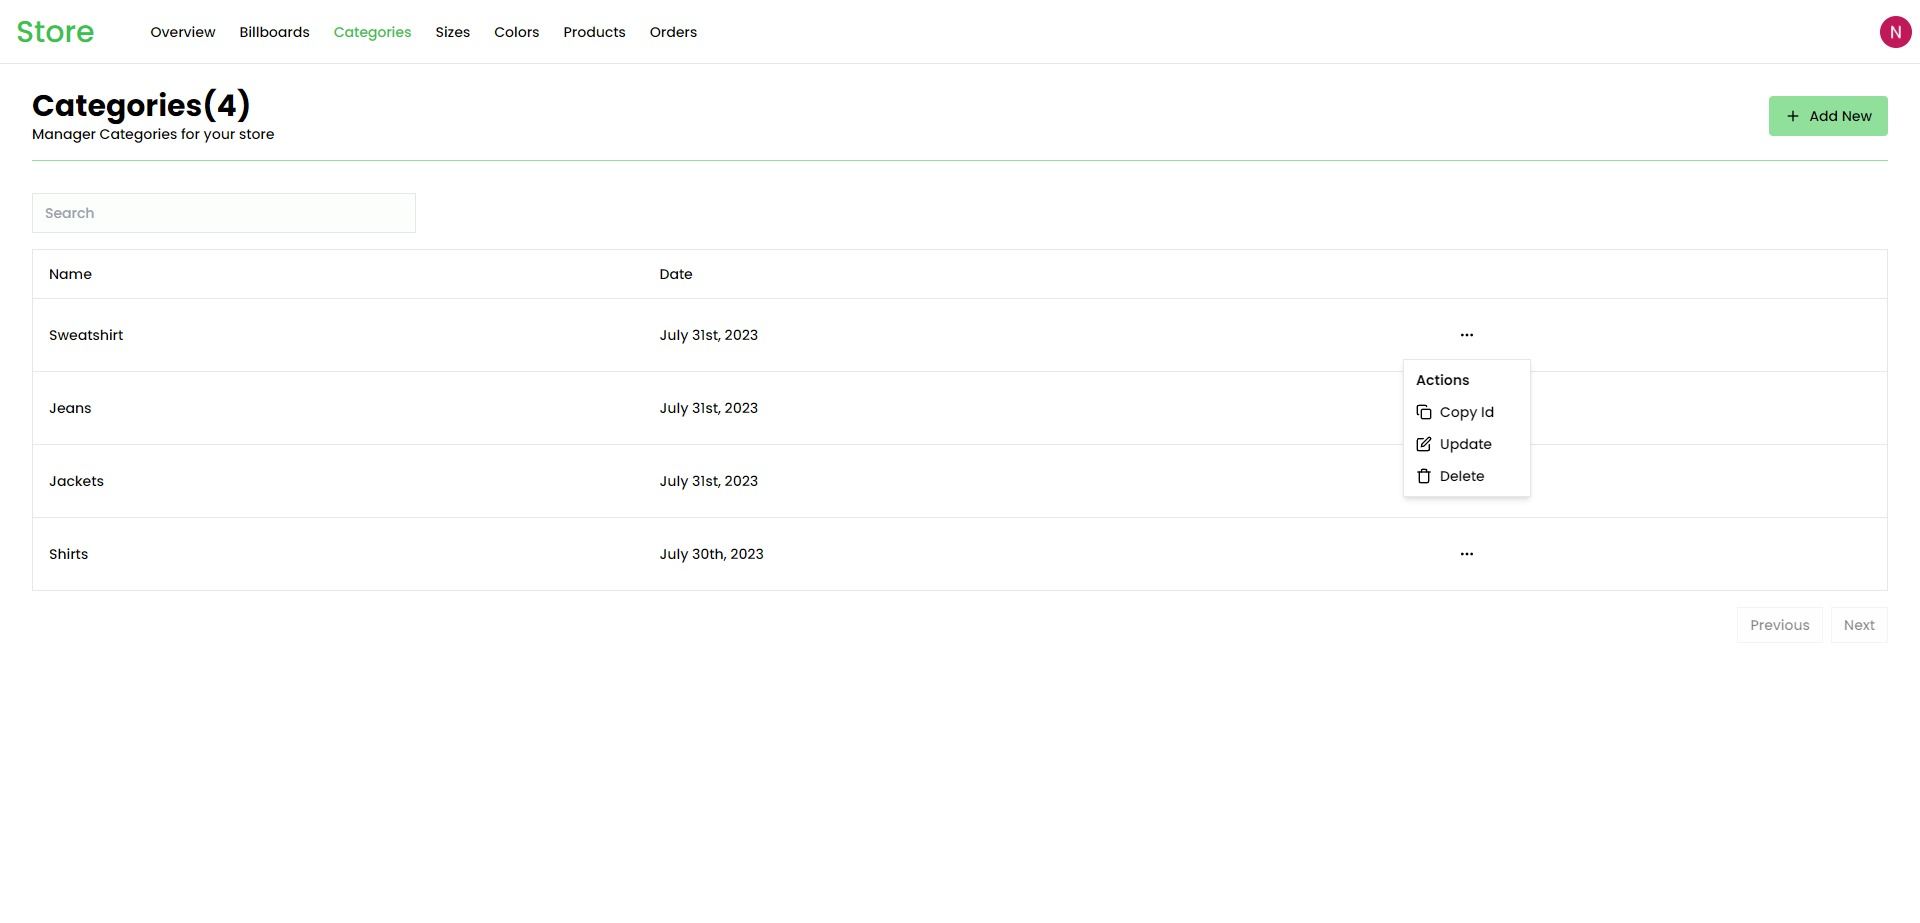 Store Overview Billboards Categories Sizes Colors Products Orders N
Categories(4)
Manager Categories for your store
+ Add New
Search
Name Date
Sweatshirt July 31st, 2023 ...
Actions
Copy Id
Update
Delete
Jeans July 31st, 2023
Jackets July 31st, 2023
Shirts July 30th, 2023 ...
Previous Next